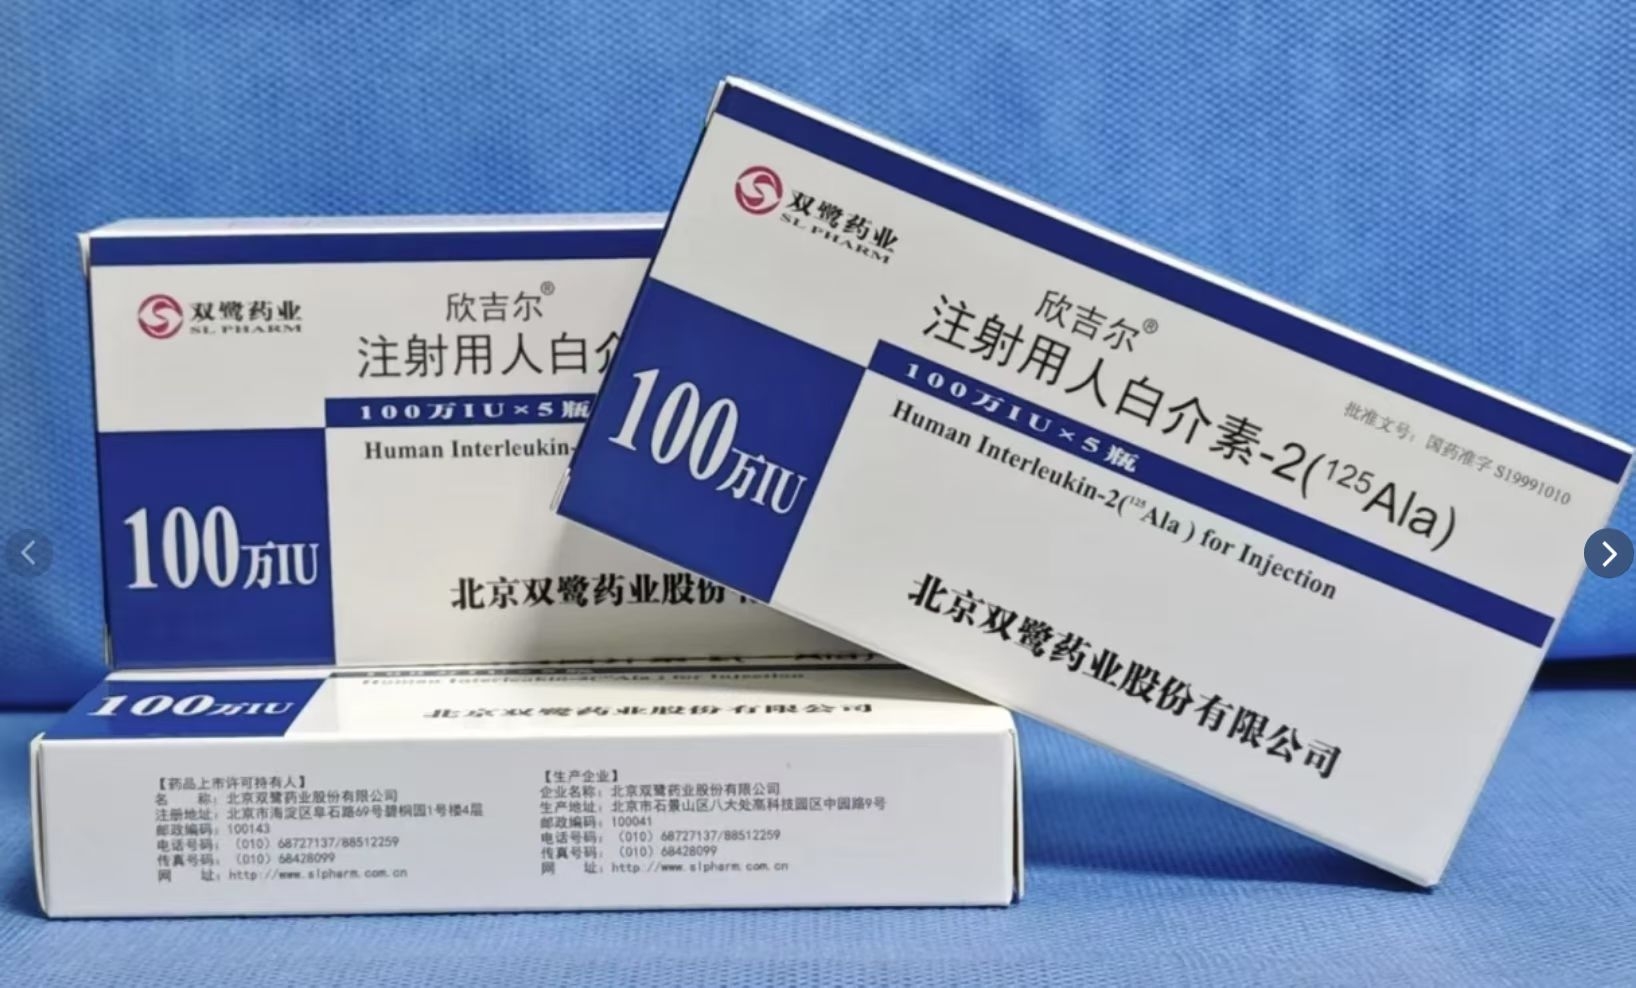 双鹭药业
SL PHARM
欣吉尔®
注射用人白介
100万IU×5瓶
Human Interleukin-
100万IU
北京双鹭药业股份
双鹭药业
SL PHARM
欣吉尔®
注射用人白介素-2(¹²⁵Ala)
批准文号：国药准字 S19991010
100万IU×5瓶
Human Interleukin-2(¹²⁵Ala) for Injection
100万IU
北京双鹭药业股份有限公司
100万IU
Human Interleukin-2(¹²⁵Ala) for Injection
北京双鹭药业股份有限公司
【药品上市许可持有人】
名 称：北京双鹭药业股份有限公司
注册地址：北京市海淀区阜石路69号碧桐园1号楼4层
邮政编码：100143
电话号码：（010）68727137/88512259
传真号码：（010）68428099
网 址：http://www.slpharm.com.cn
【生产企业】
企业名称：北京双鹭药业股份有限公司
生产地址：北京市石景山区八大处高科技园区中园路9号
邮政编码：100041
电话号码：（010）68727137/88512259
传真号码：（010）68428099
网 址：http://www.slpharm.com.cn